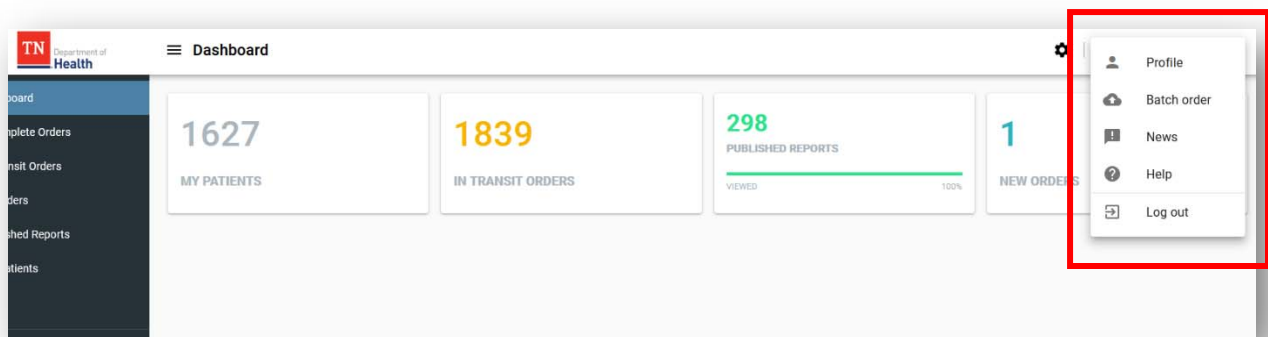 TN Department of
Health
Dashboard
Profile
Batch order
News
Help
Log out
board
mplete Orders
nsit Orders
ders
shed Reports
atients
1627
MY PATIENTS
1839
IN TRANSIT ORDERS
298
PUBLISHED REPORTS
VIEWED 100%
1
NEW ORDERS